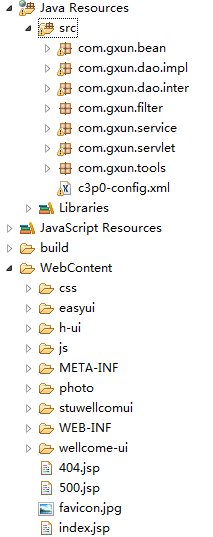 Java Resources
src
com.gxun.bean
com.gxun.dao.impl
com.gxun.dao.inter
com.gxun.filter
com.gxun.service
com.gxun.servlet
com.gxun.tools
c3p0-config.xml
Libraries
JavaScript Resources
build
WebContent
css
easyui
h-ui
js
META-INF
photo
stuwellcomui
WEB-INF
wellcome-ui
404.jsp
500.jsp
favicon.jpg
index.jsp